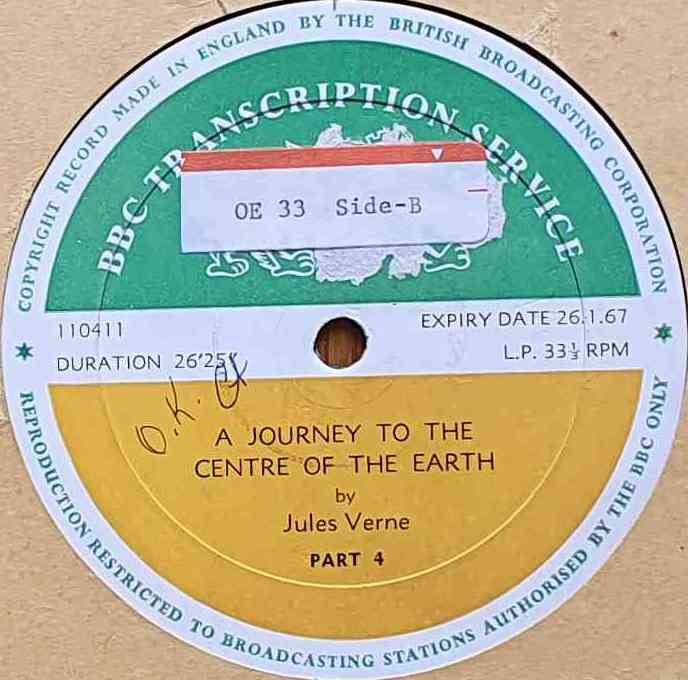 COPYRIGHT RECORD MADE IN ENGLAND BY THE BRITISH BROADCASTING CORPORATION
BBC TRANSCRIPTION SERVICE
OE 33 Side-B
110411
EXPIRY DATE 26.1.67
DURATION 26'25"
L.P. 33⅓ RPM
O.K.
A JOURNEY TO THE
CENTRE OF THE EARTH
by
Jules Verne
PART 4
REPRODUCTION RESTRICTED TO BROADCASTING STATIONS AUTHORISED BY THE BBC ONLY